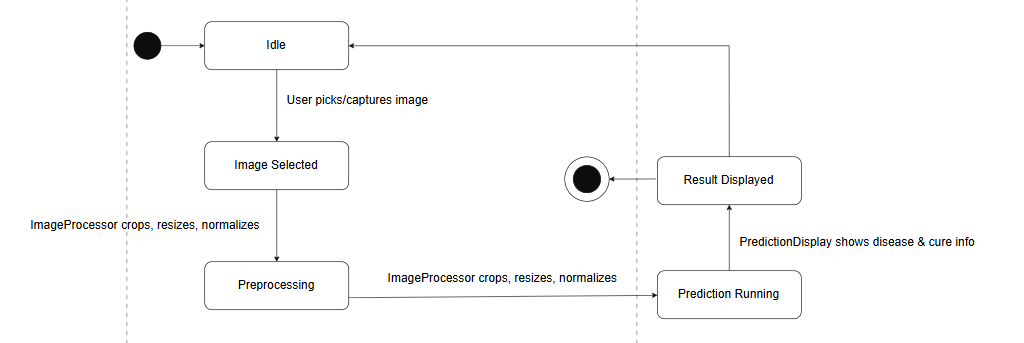 Idle
User picks/captures image
Image Selected
Result Displayed
ImageProcessor crops, resizes, normalizes
PredictionDisplay shows disease & cure info
ImageProcessor crops, resizes, normalizes
Preprocessing
Prediction Running